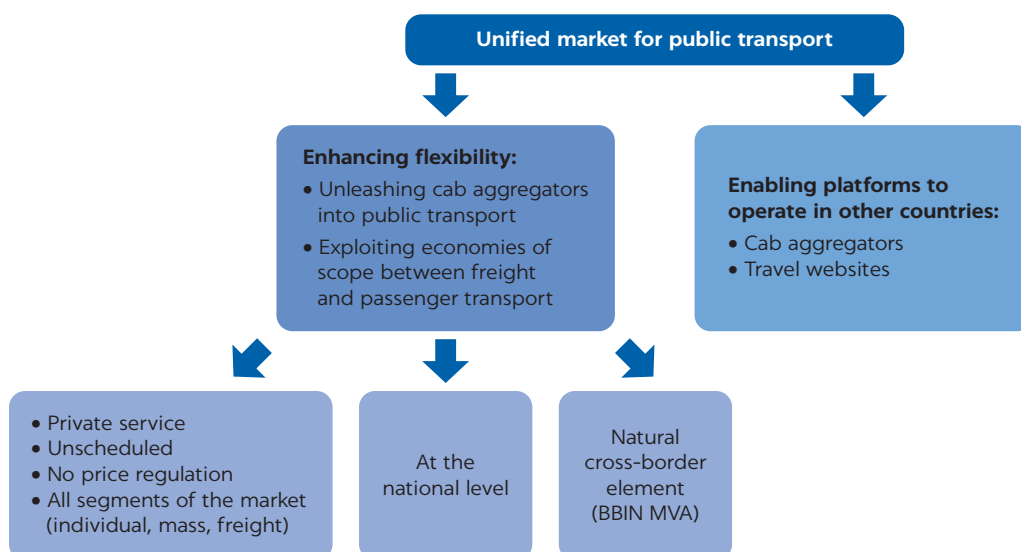 Unified market for public transport
Enhancing flexibility:
• Unleashing cab aggregators
into public transport
• Exploiting economies of
scope between freight
and passenger transport
Enabling platforms to
operate in other countries:
• Cab aggregators
• Travel websites
• Private service
• Unscheduled
• No price regulation
• All segments of the market
(individual, mass, freight)
At the
national level
Natural
cross-border
element
(BBIN MVA)